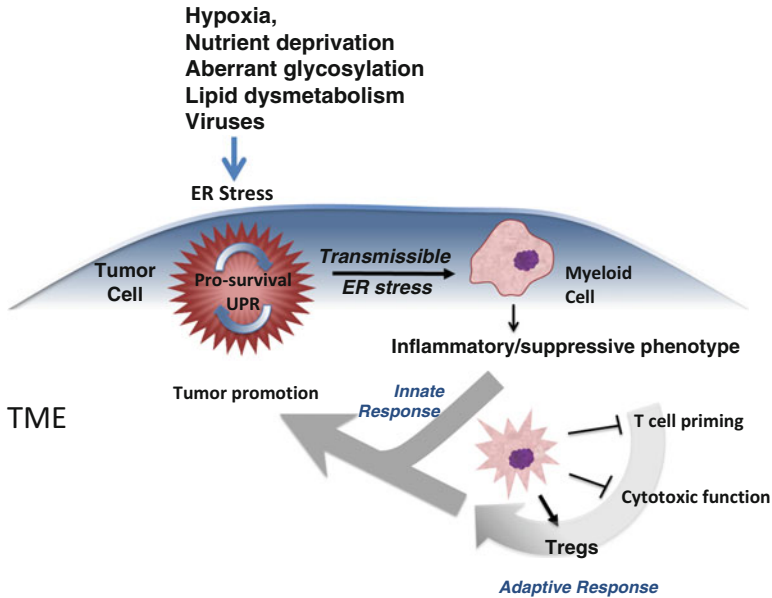 Hypoxia,
Nutrient deprivation
Aberrant glycosylation
Lipid dysmetabolism
Viruses
ER Stress
Tumor
Cell
Pro-survival
UPR
Transmissible
ER stress
Myeloid
Cell
Inflammatory/suppressive phenotype
Tumor promotion
Innate
Response
TME
T cell priming
Cytotoxic function
Tregs
Adaptive Response